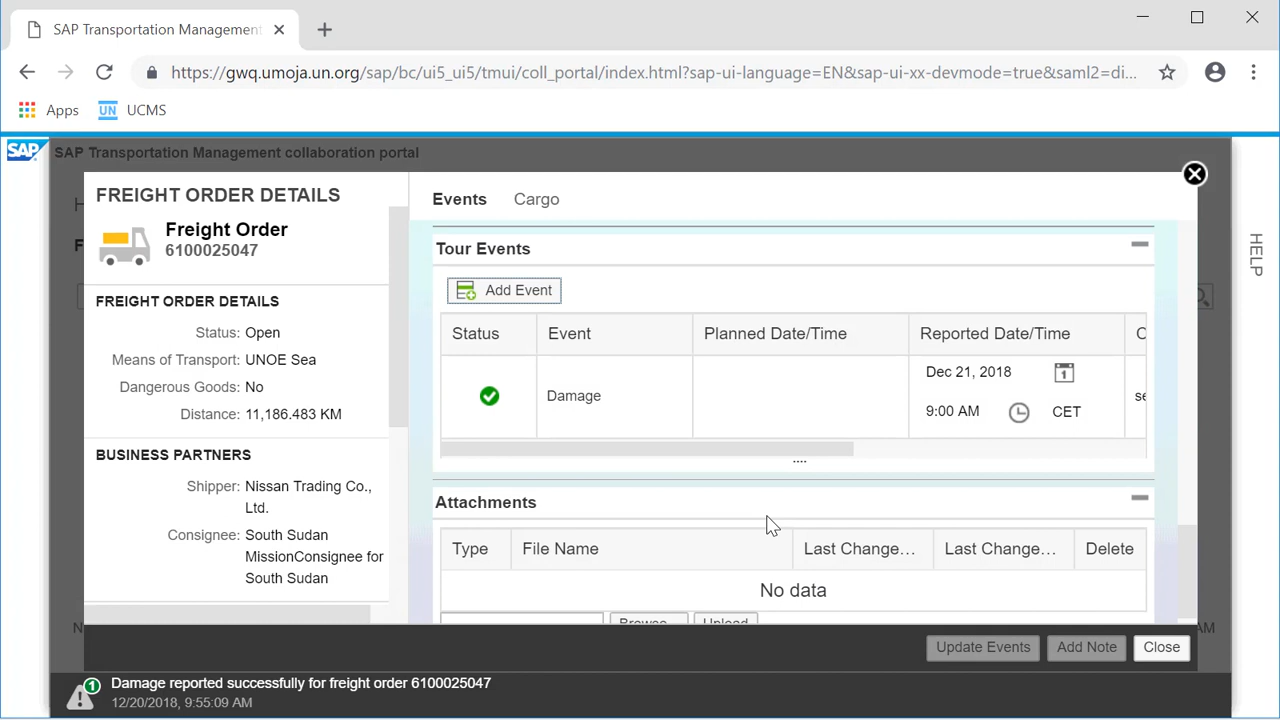 SAP Transportation Management
https://gwq.umoja.un.org/sap/bc/ui5_ui5/tmui/coll_portal/index.html?sap-ui-language=EN&sap-ui-xx-devmode=true&saml2=di...
Apps UN UCMS
SAP SAP Transportation Management collaboration portal
FREIGHT ORDER DETAILS
Freight Order
6100025047
FREIGHT ORDER DETAILS
Status: Open
Means of Transport: UNOE Sea
Dangerous Goods: No
Distance: 11,186.483 KM
BUSINESS PARTNERS
Shipper: Nissan Trading Co.,
Ltd.
Consignee: South Sudan
MissionConsignee for
South Sudan
Events Cargo
Tour Events
Add Event
Status Event Planned Date/Time Reported Date/Time C
Damage Dec 21, 2018 1 se
9:00 AM CET
....
Attachments
Type File Name Last Change... Last Change... Delete
No data
Browse... Upload
Update Events Add Note Close
HELP
AM
1 Damage reported successfully for freight order 6100025047
12/20/2018, 9:55:09 AM